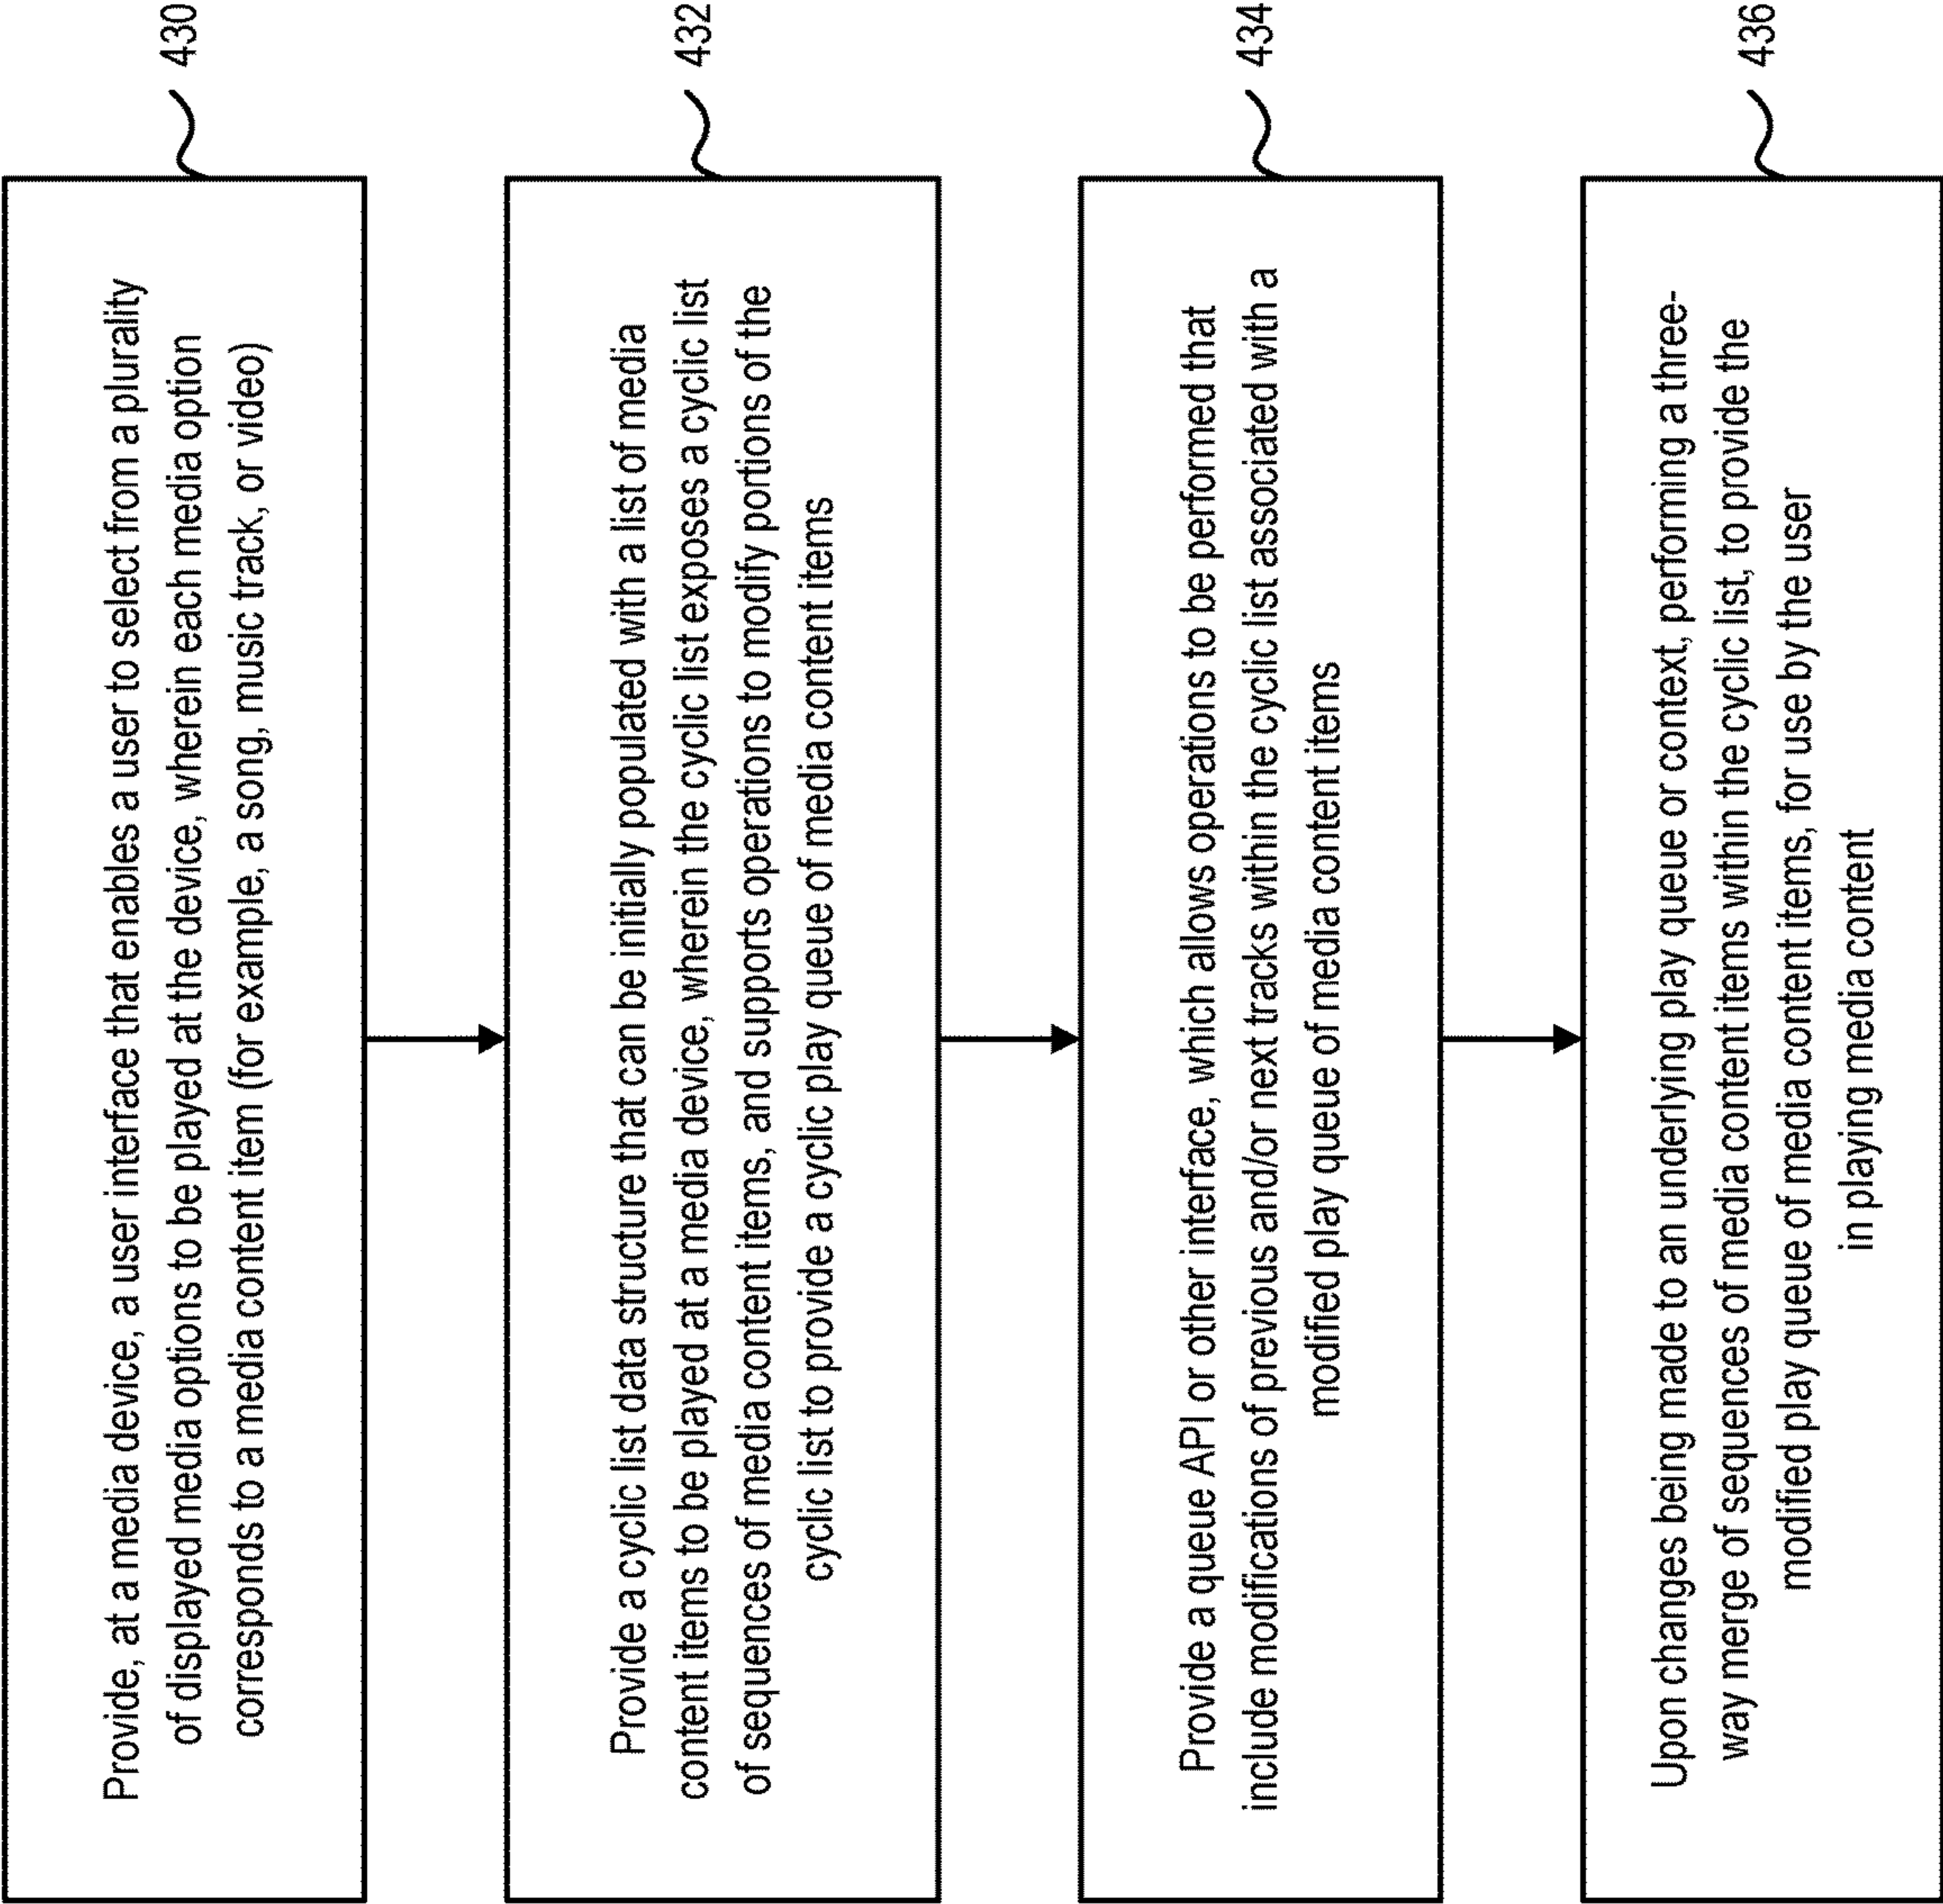 Provide, at a media device, a user interface that enables a user to select from a plurality
of displayed media options to be played at the device, wherein each media option
corresponds to a media content item (for example, a song, music track, or video)
430
Provide a cyclic list data structure that can be initially populated with a list of media
content items to be played at a media device, wherein the cyclic list exposes a cyclic list
of sequences of media content items, and supports operations to modify portions of the
cyclic list to provide a cyclic play queue of media content items
432
Provide a queue API or other interface, which allows operations to be performed that
include modifications of previous and/or next tracks within the cyclic list associated with a
modified play queue of media content items
434
Upon changes being made to an underlying play queue or context, performing a three-
way merge of sequences of media content items within the cyclic list, to provide the
modified play queue of media content items, for use by the user
in playing media content
436